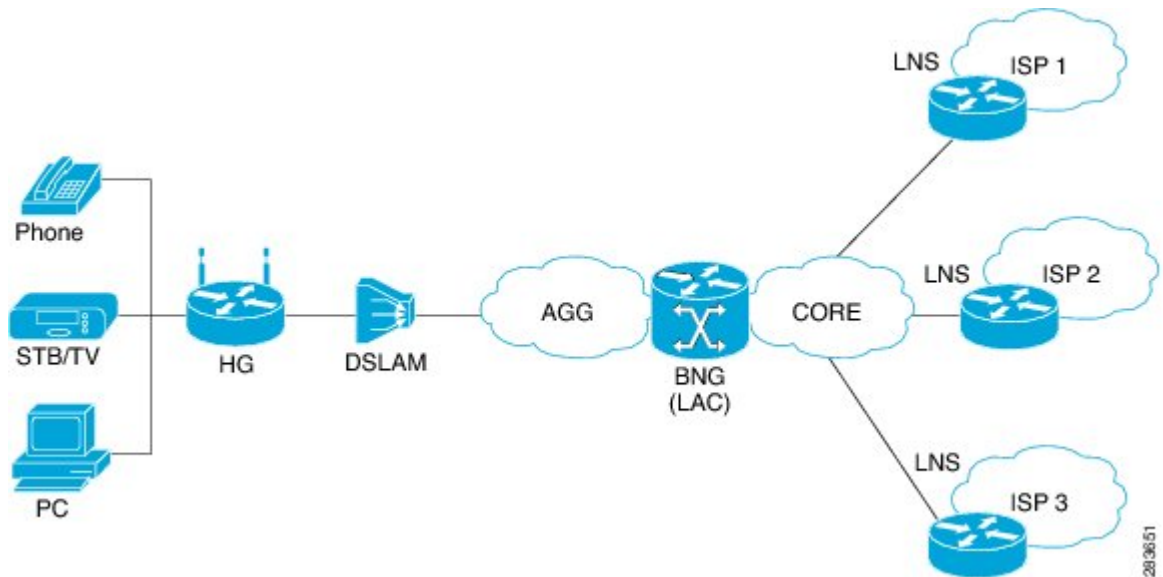 Phone
STB/TV
PC
HG
DSLAM
AGG
BNG
(LAC)
CORE
LNS
ISP 1
LNS
ISP 2
LNS
ISP 3
283651